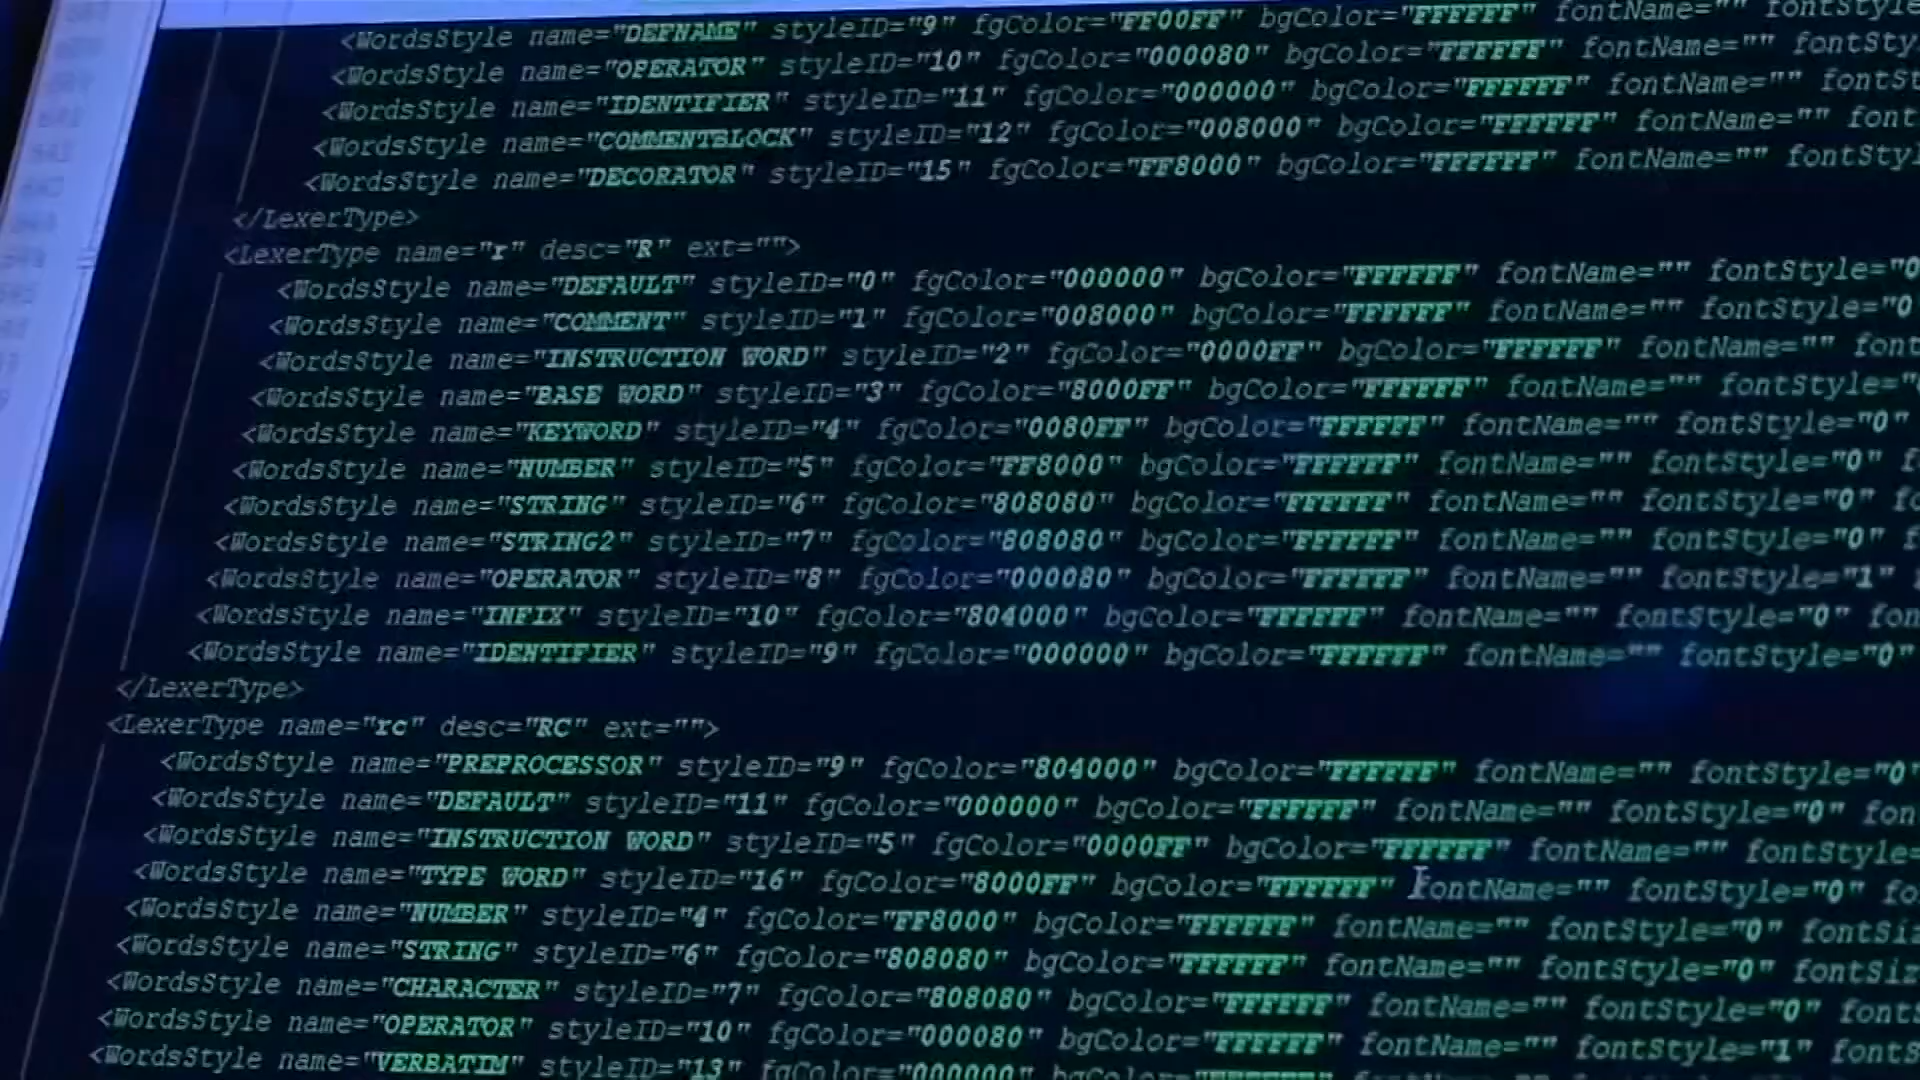 <WordsStyle name="DEFNAME" styleID="9" fgColor="FF00FF" bgColor="FFFFFF" fontName="" fontStyle
<WordsStyle name="OPERATOR" styleID="10" fgColor="000080" bgColor="FFFFFF" fontName="" fontSty
<WordsStyle name="IDENTIFIER" styleID="11" fgColor="000000" bgColor="FFFFFF" fontName="" fontSt
<WordsStyle name="COMMENTBLOCK" styleID="12" fgColor="008000" bgColor="FFFFFF" fontName="" font
<WordsStyle name="DECORATOR" styleID="15" fgColor="FF8000" bgColor="FFFFFF" fontName="" fontStyl
</LexerType>
<LexerType name="r" desc="R" ext="">
<WordsStyle name="DEFAULT" styleID="0" fgColor="000000" bgColor="FFFFFF" fontName="" fontStyle="0
<WordsStyle name="COMMENT" styleID="1" fgColor="008000" bgColor="FFFFFF" fontName="" fontStyle="0
<WordsStyle name="INSTRUCTION WORD" styleID="2" fgColor="0000FF" bgColor="FFFFFF" fontName="" font
<WordsStyle name="BASE WORD" styleID="3" fgColor="8000FF" bgColor="FFFFFF" fontName="" fontStyle="
<WordsStyle name="KEYWORD" styleID="4" fgColor="0080FF" bgColor="FFFFFF" fontName="" fontStyle="0"
<WordsStyle name="NUMBER" styleID="5" fgColor="FF8000" bgColor="FFFFFF" fontName="" fontStyle="0" f
<WordsStyle name="STRING" styleID="6" fgColor="808080" bgColor="FFFFFF" fontName="" fontStyle="0" fo
<WordsStyle name="STRING2" styleID="7" fgColor="808080" bgColor="FFFFFF" fontName="" fontStyle="0" f
<WordsStyle name="OPERATOR" styleID="8" fgColor="000080" bgColor="FFFFFF" fontName="" fontStyle="1" f
<WordsStyle name="INFIX" styleID="10" fgColor="804000" bgColor="FFFFFF" fontName="" fontStyle="0" fon
<WordsStyle name="IDENTIFIER" styleID="9" fgColor="000000" bgColor="FFFFFF" fontName="" fontStyle="0"
</LexerType>
<LexerType name="rc" desc="RC" ext="">
<WordsStyle name="PREPROCESSOR" styleID="9" fgColor="804000" bgColor="FFFFFF" fontName="" fontStyle="0"
<WordsStyle name="DEFAULT" styleID="11" fgColor="000000" bgColor="FFFFFF" fontName="" fontStyle="0" fon
<WordsStyle name="INSTRUCTION WORD" styleID="5" fgColor="0000FF" bgColor="FFFFFF" fontName="" fontStyle=
<WordsStyle name="TYPE WORD" styleID="16" fgColor="8000FF" bgColor="FFFFFF" fontName="" fontStyle="0" fo
<WordsStyle name="NUMBER" styleID="4" fgColor="FF8000" bgColor="FFFFFF" fontName="" fontStyle="0" fontSi
<WordsStyle name="STRING" styleID="6" fgColor="808080" bgColor="FFFFFF" fontName="" fontStyle="0" fontSiz
<WordsStyle name="CHARACTER" styleID="7" fgColor="808080" bgColor="FFFFFF" fontName="" fontStyle="0" fontS
<WordsStyle name="OPERATOR" styleID="10" fgColor="000080" bgColor="FFFFFF" fontName="" fontStyle="1" fontS
<WordsStyle name="VERBATIM" styleID="13" fgColor="000000"